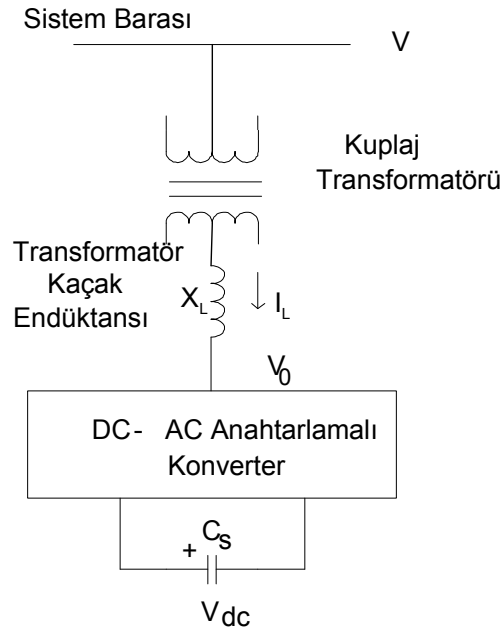 Sistem Barası
V
Kuplaj
Transformatörü
Transformatör
Kaçak
Endüktansı
X_L
I_L
V_0
DC- AC Anahtarlamalı
Konverter
C_s
+
V_dc